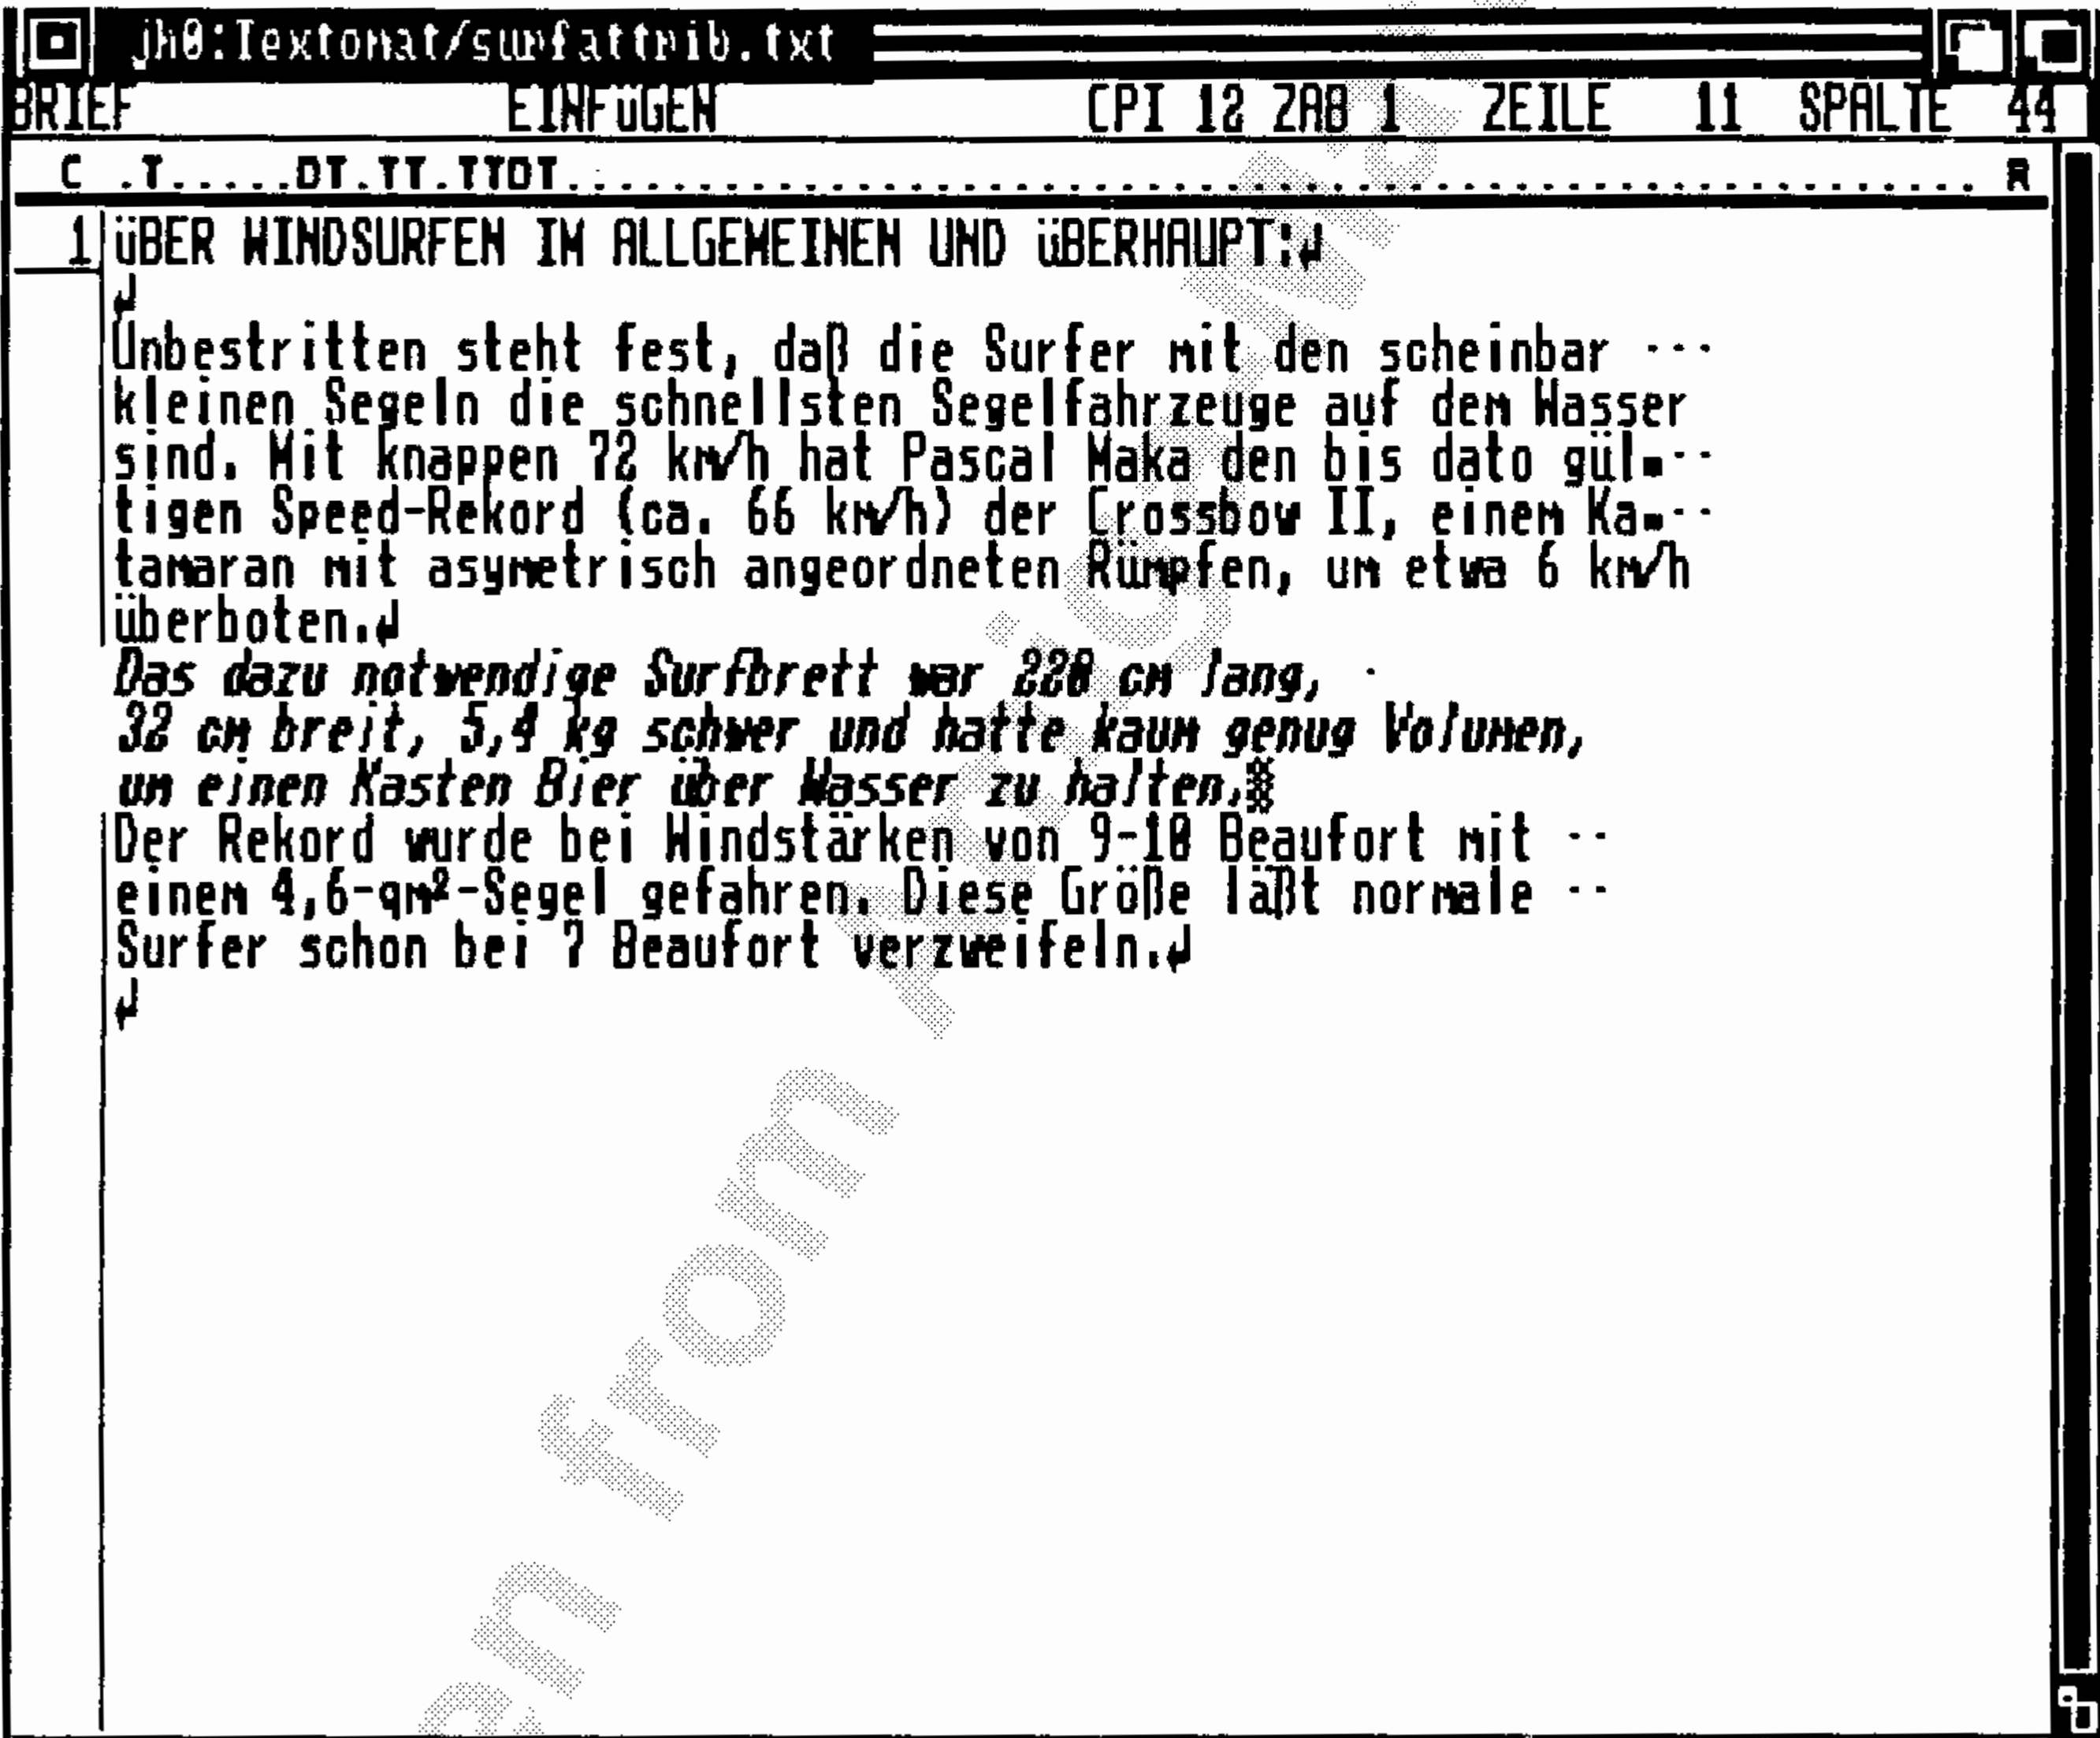 jh0:Textomat/surfattrib.txt
BRIEF EINFüGEN CPI 12 ZAB 1 ZEILE 11 SPALTE 44
C .T.....DT.TT.TTDT.................................................... R
1 üBER WINDSURFEN IM ALLGEMEINEN UND üBERHAUPT:↵
↵
Unbestritten steht fest, daß die Surfer mit den scheinbar ···
kleinen Segeln die schnellsten Segelfahrzeuge auf dem Wasser
sind. Mit knappen 72 km/h hat Pascal Maka den bis dato gül-··
tigen Speed-Rekord (ca. 66 km/h) der Crossbow II, einem Ka-··
tamaran mit asymetrisch angeordneten Rümpfen, um etwa 6 km/h
überboten.↵
Das dazu notwendige Surfbrett war 228 cm lang, ·
32 cm breit, 5,4 kg schwer und hatte kaum genug Volumen,
um einen Kasten Bier über Wasser zu halten.
Der Rekord wurde bei Windstärken von 9-10 Beaufort mit ··
einem 4,6-qm²-Segel gefahren. Diese Größe läßt normale ··
Surfer schon bei 7 Beaufort verzweifeln.↵
↵
from Amiga